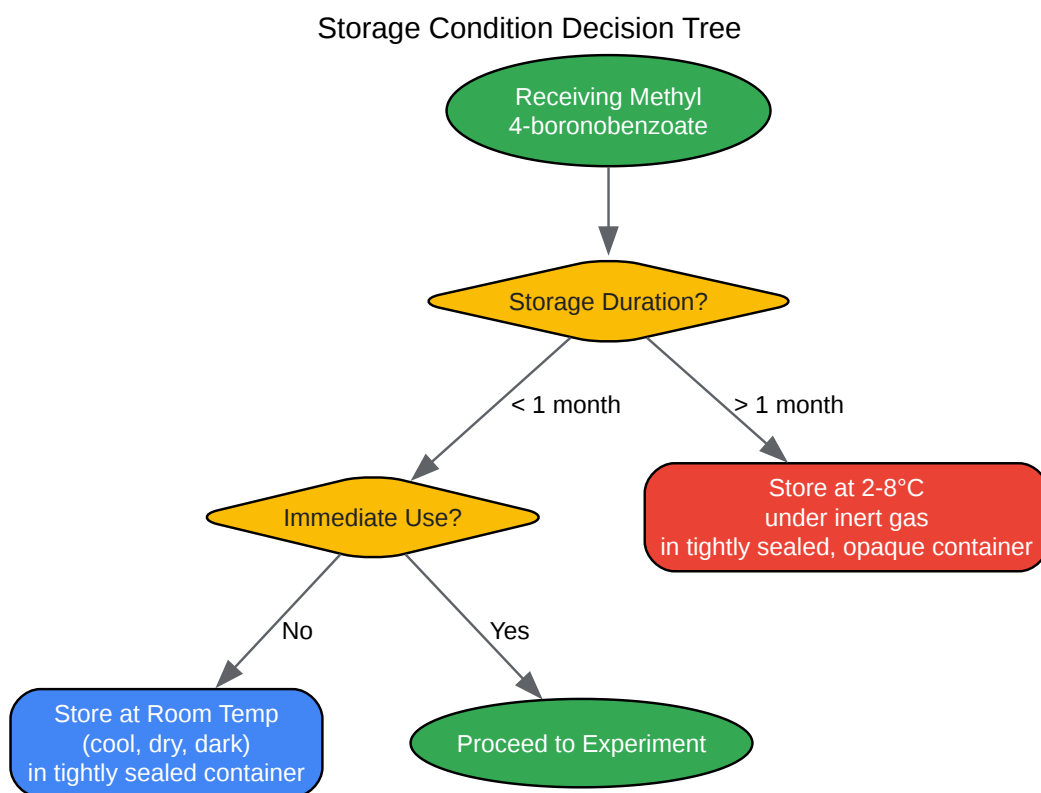 Storage Condition Decision Tree
Receiving Methyl
4-boronobenzoate
Storage Duration?
< 1 month
> 1 month
Immediate Use?
Store at 2-8°C
under inert gas
in tightly sealed, opaque container
No
Yes
Store at Room Temp
(cool, dry, dark)
in tightly sealed container
Proceed to Experiment